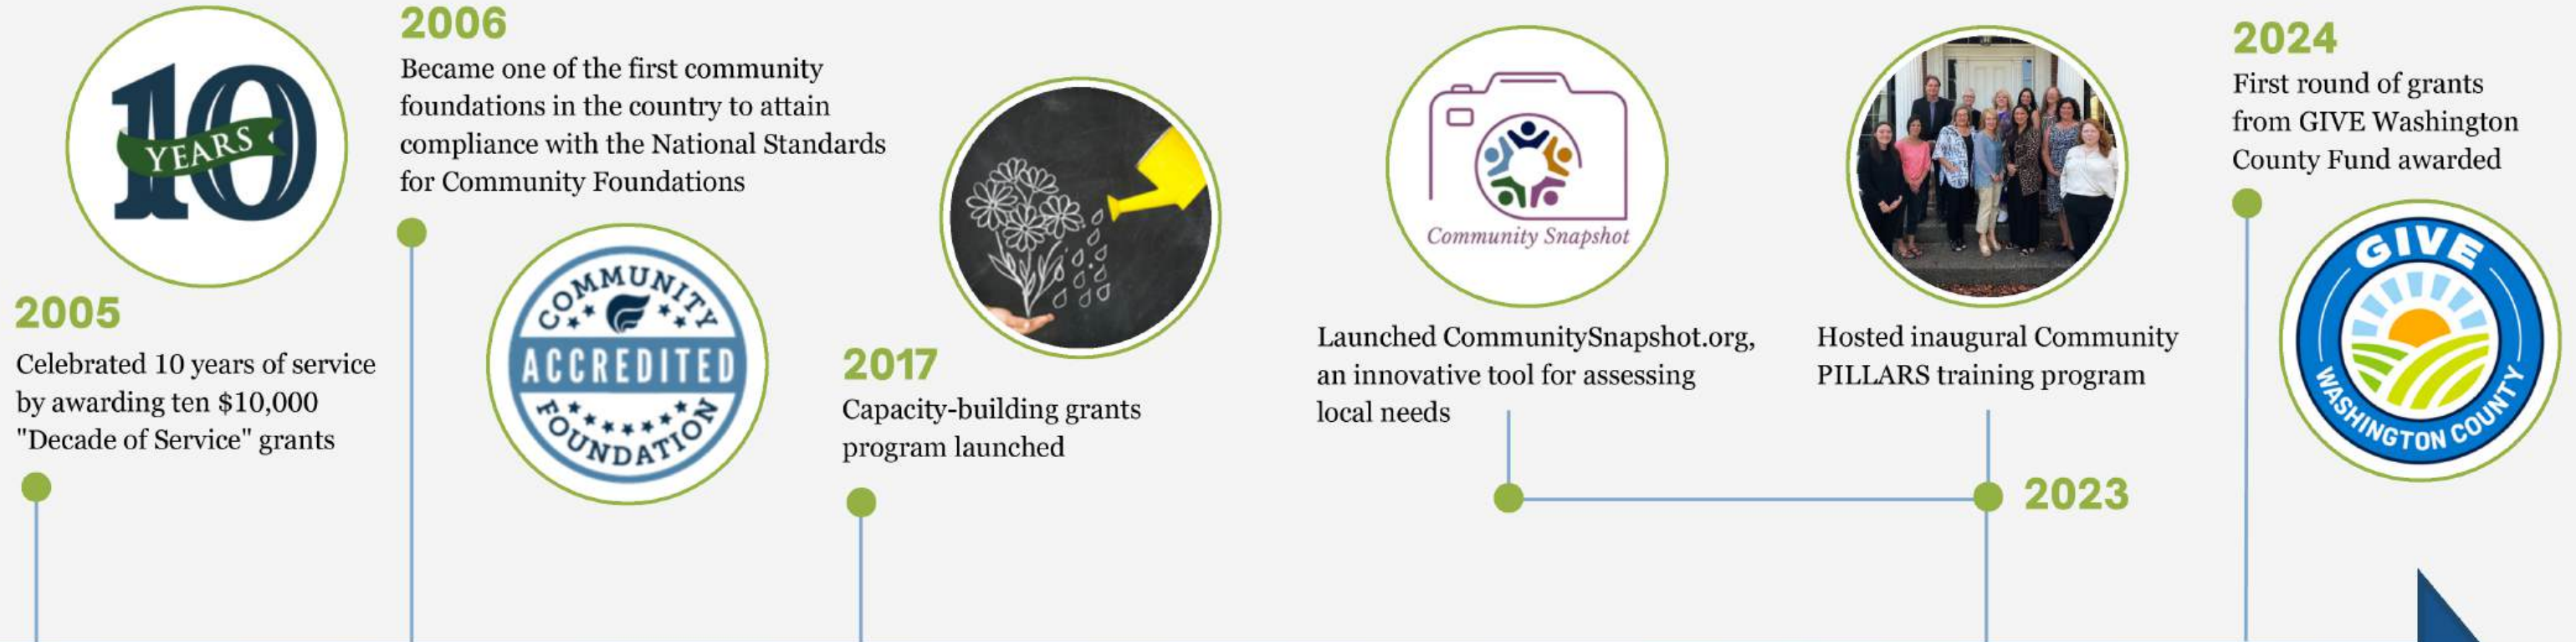 10
YEARS
2005
Celebrated 10 years of service
by awarding ten $10,000
"Decade of Service" grants
2006
Became one of the first community
foundations in the country to attain
compliance with the National Standards
for Community Foundations
COMMUNITY
ACCREDITED
FOUNDATION
2017
Capacity-building grants
program launched
Community Snapshot
Launched CommunitySnapshot.org,
an innovative tool for assessing
local needs
Hosted inaugural Community
PILLARS training program
2023
2024
First round of grants
from GIVE Washington
County Fund awarded
GIVE
WASHINGTON COUNTY